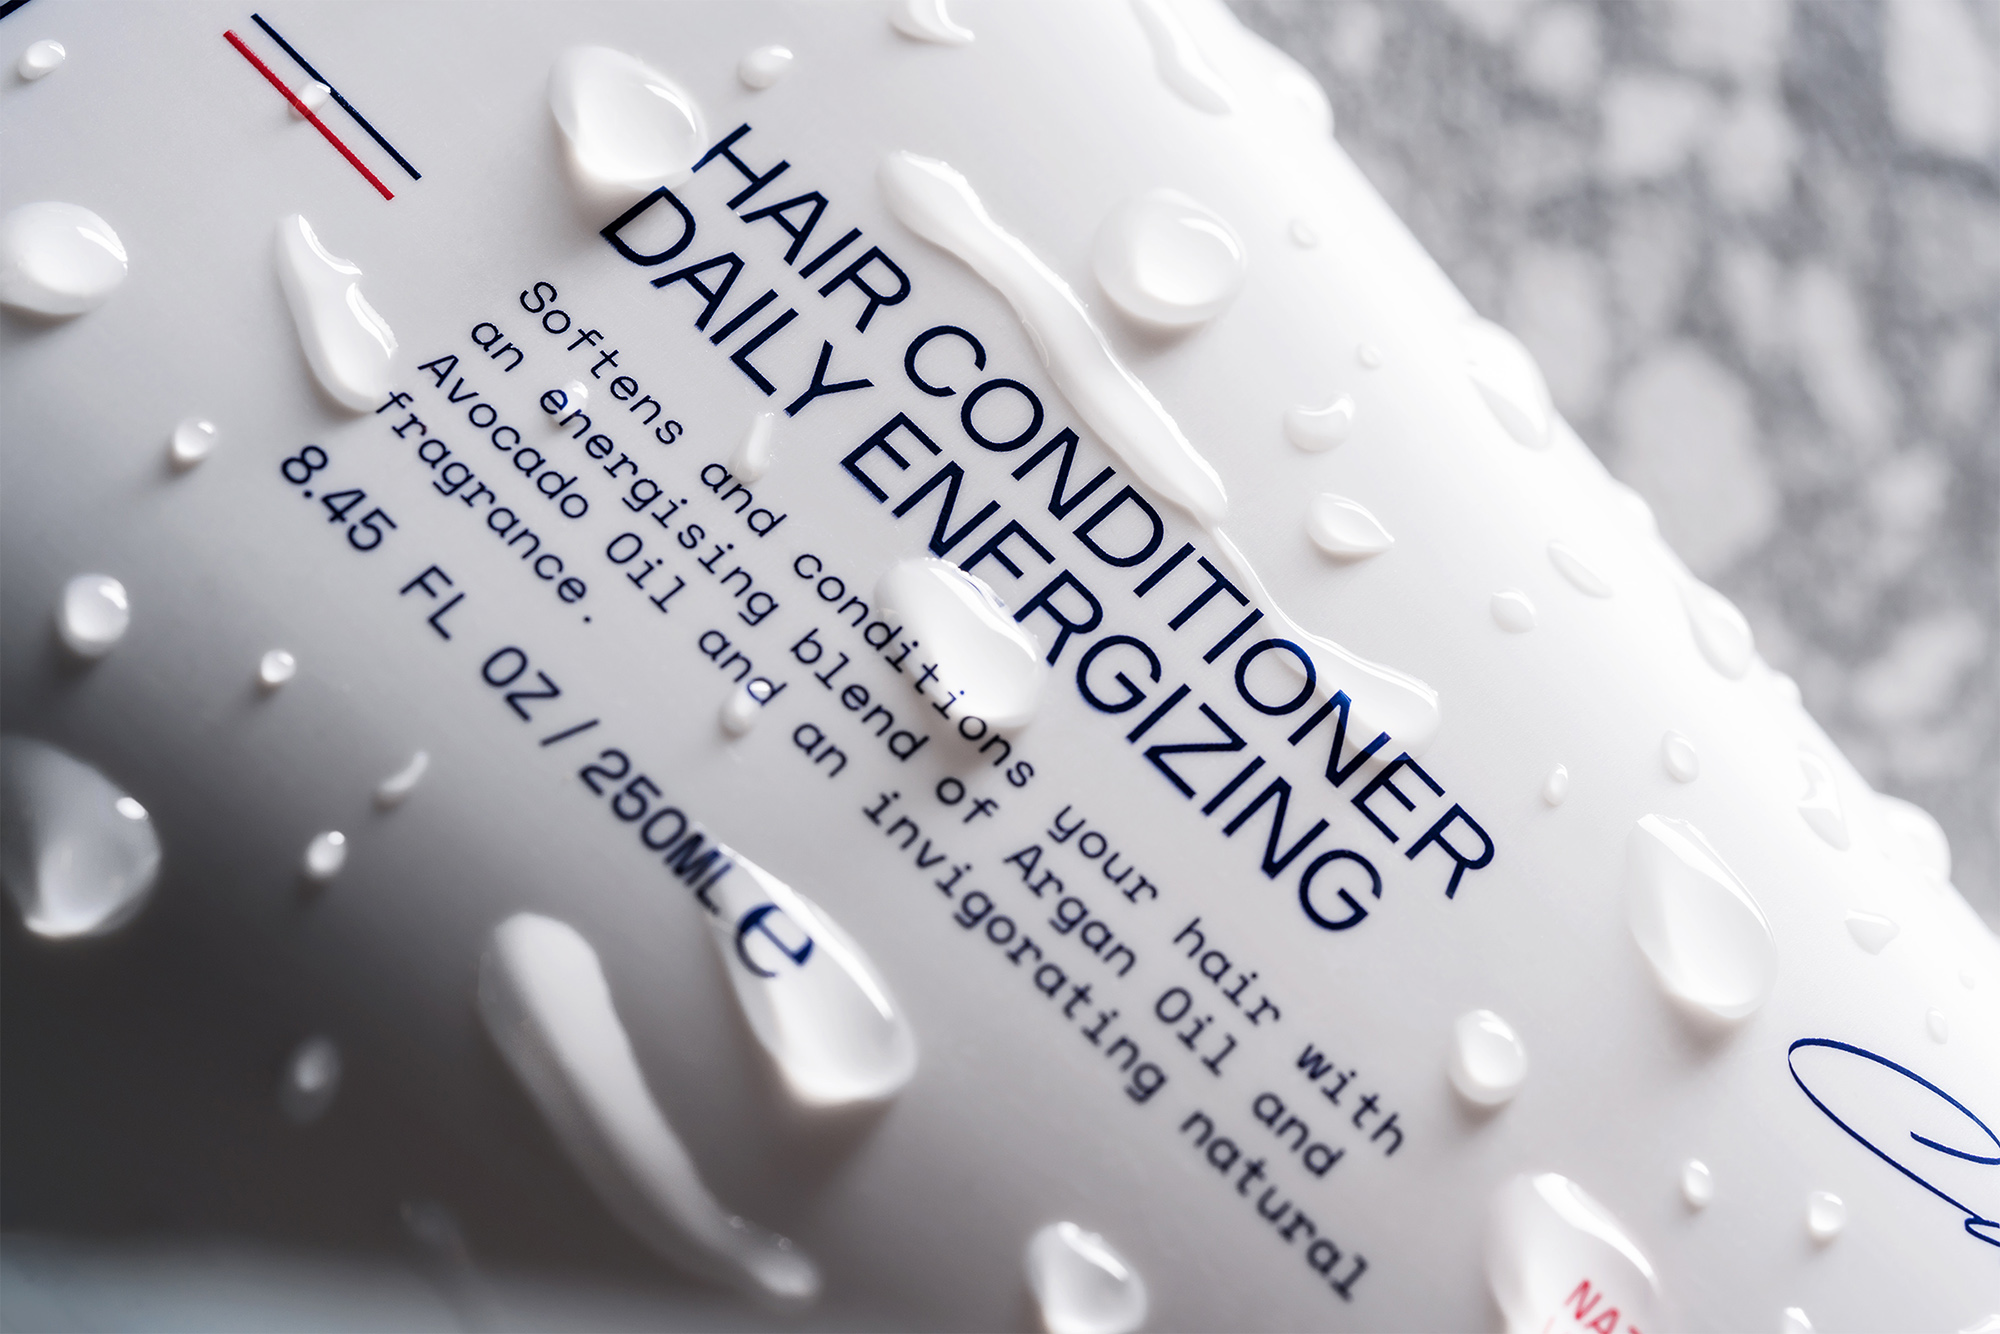 HAIR CONDITIONER
DAILY ENERGIZING
Softens and conditions your hair with
an energising blend of Argan Oil and
Avocado Oil and an invigorating natural
fragrance.
8.45 FL OZ / 250ML e